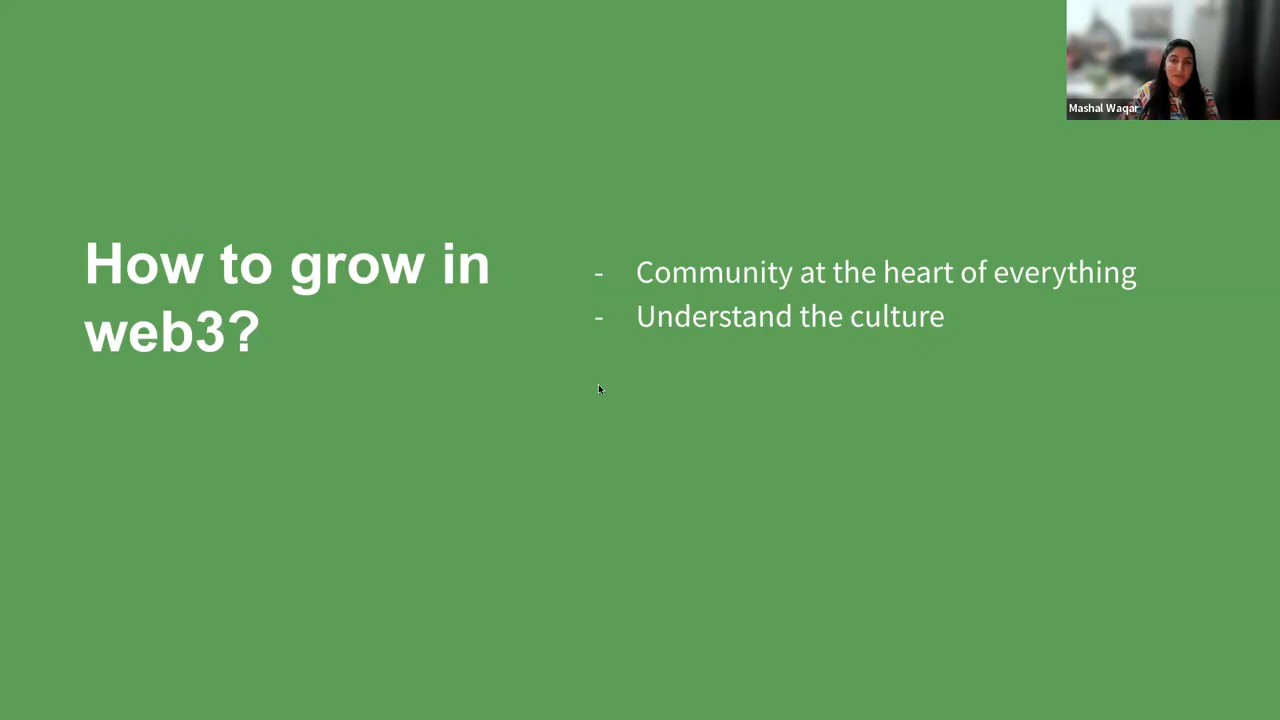 Mashal Waqar
How to grow in
web3?
- Community at the heart of everything
- Understand the culture